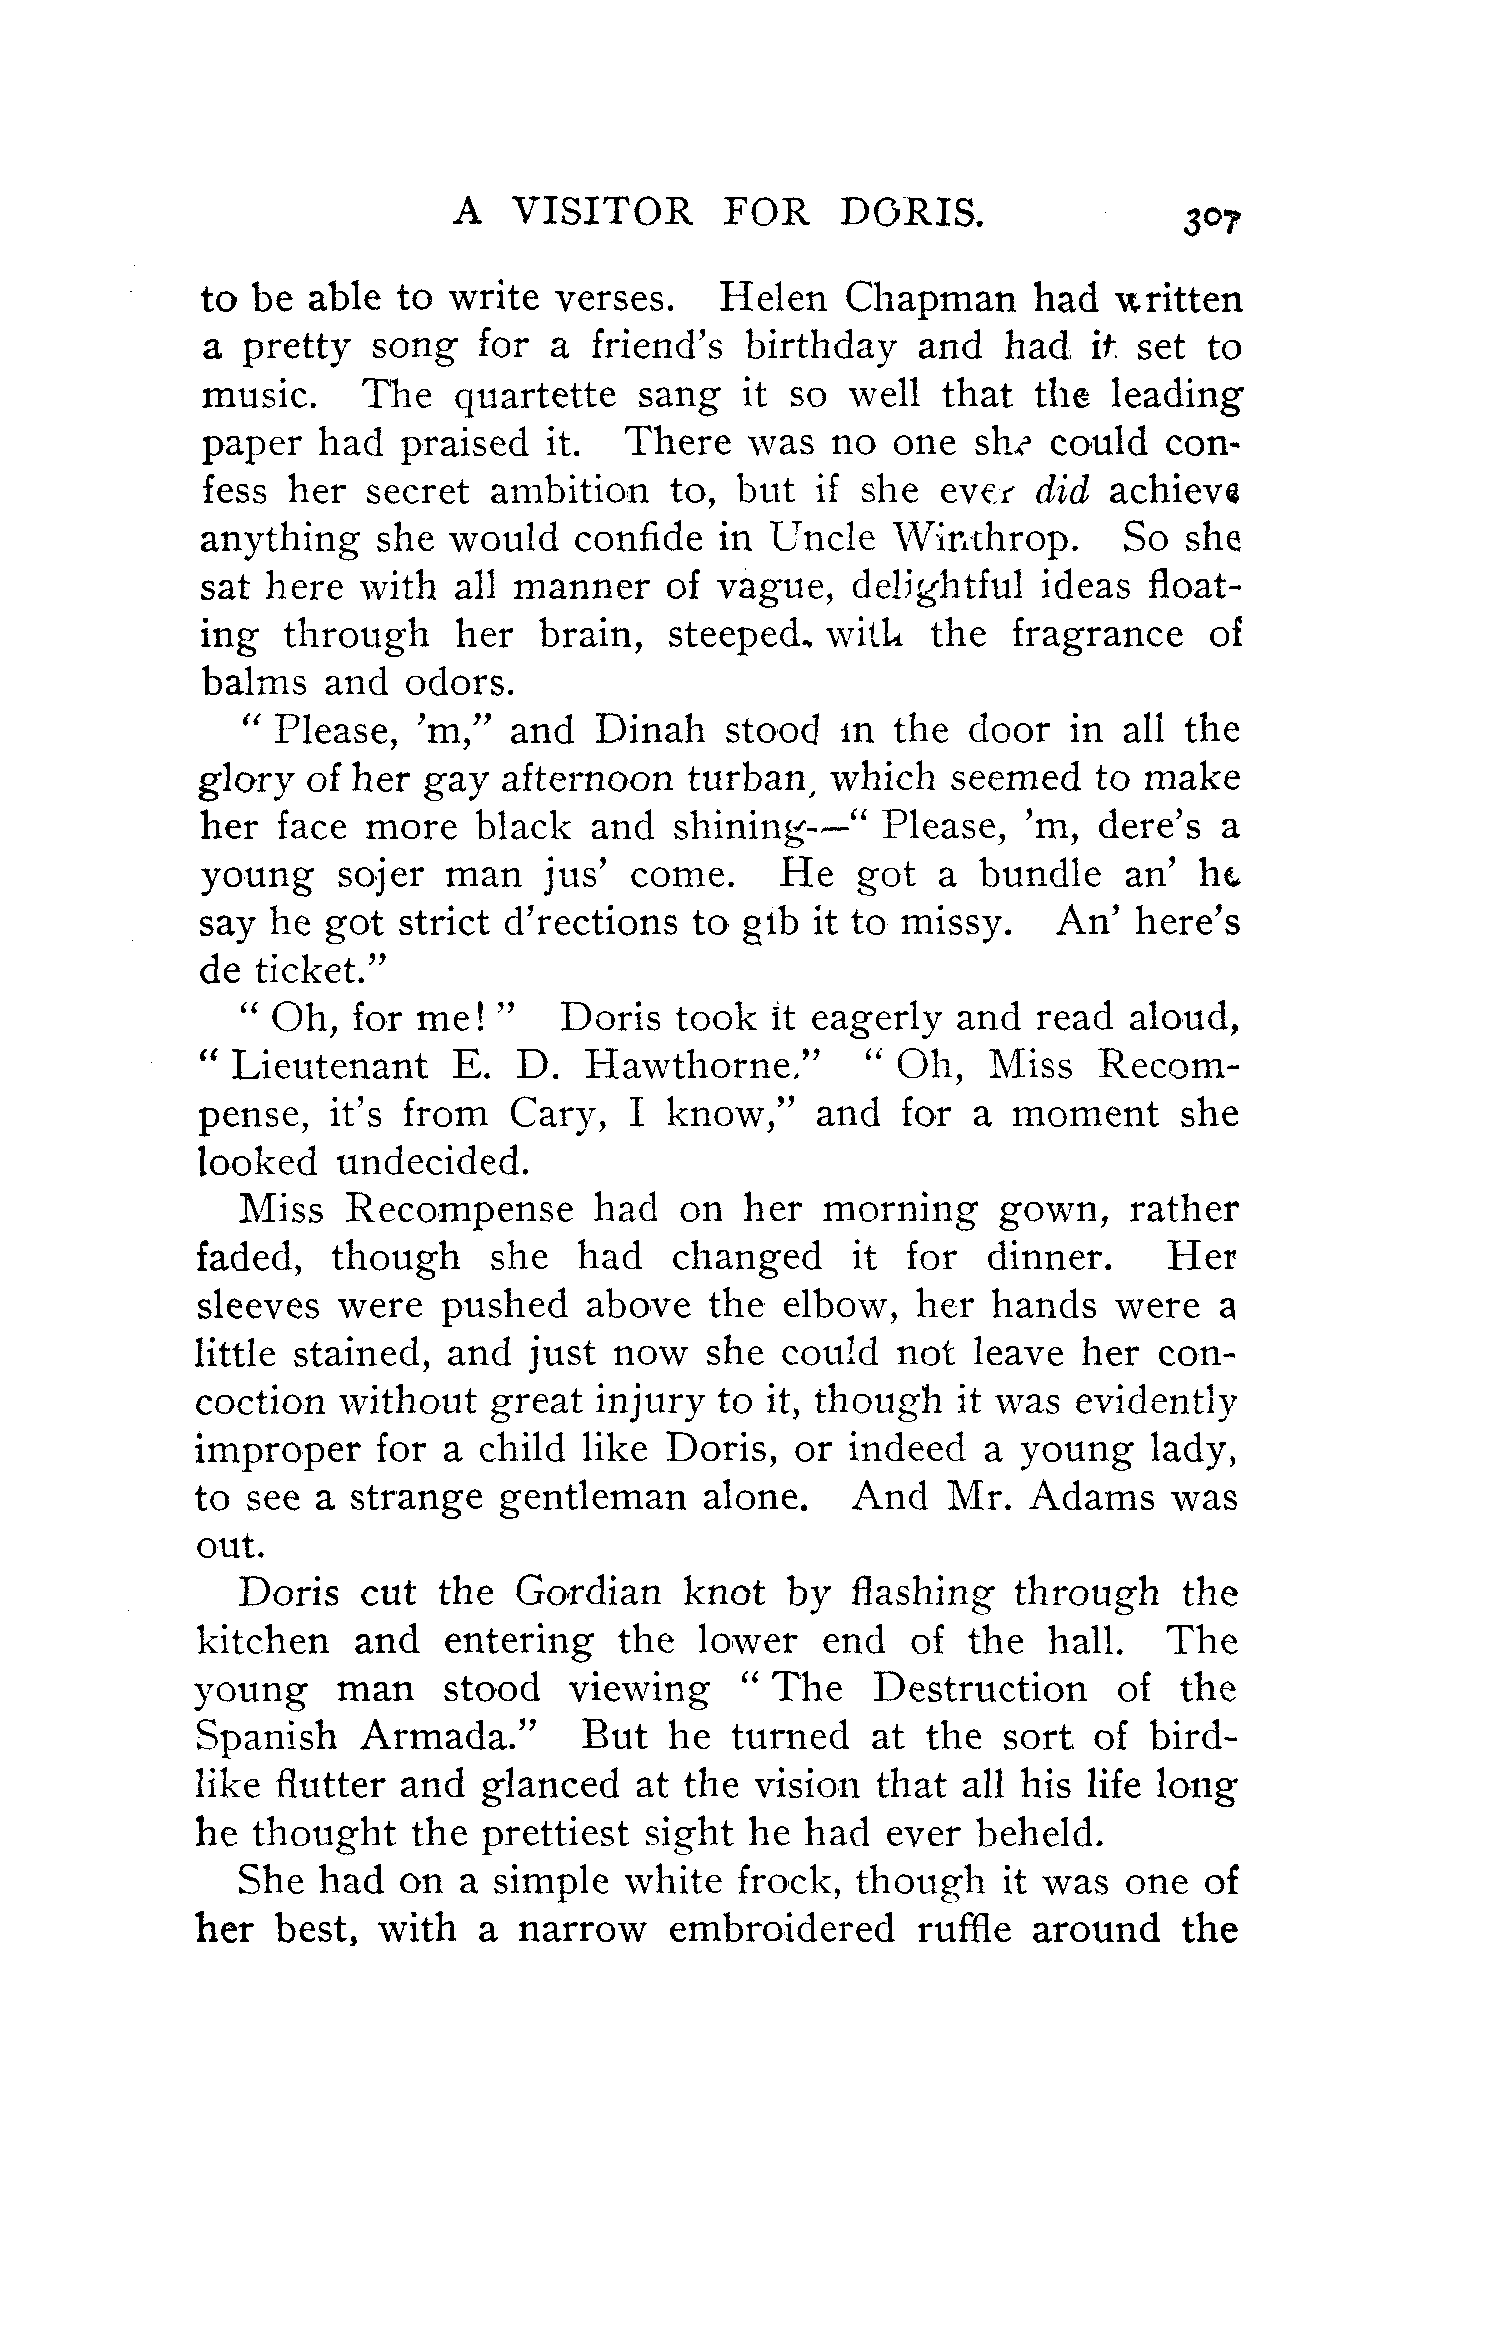 A VISITOR FOR DORIS. 307
to be able to write verses. Helen Chapman had written
a pretty song for a friend's birthday and had it set to
music. The quartette sang it so well that the leading
paper had praised it. There was no one she could con-
fess her secret ambition to, but if she ever did achieve
anything she would confide in Uncle Winthrop. So she
sat here with all manner of vague, delightful ideas float-
ing through her brain, steeped, with the fragrance of
balms and odors.
" Please, 'm," and Dinah stood in the door in all the
glory of her gay afternoon turban, which seemed to make
her face more black and shining—" Please, 'm, dere's a
young sojer man jus' come. He got a bundle an' he
say he got strict d'rections to gib it to missy. An' here's
de ticket."
" Oh, for me! " Doris took it eagerly and read aloud,
" Lieutenant E. D. Hawthorne." " Oh, Miss Recom-
pense, it's from Cary, I know," and for a moment she
looked undecided.
Miss Recompense had on her morning gown, rather
faded, though she had changed it for dinner. Her
sleeves were pushed above the elbow, her hands were a
little stained, and just now she could not leave her con-
coction without great injury to it, though it was evidently
improper for a child like Doris, or indeed a young lady,
to see a strange gentleman alone. And Mr. Adams was
out.
Doris cut the Gordian knot by flashing through the
kitchen and entering the lower end of the hall. The
young man stood viewing " The Destruction of the
Spanish Armada." But he turned at the sort of bird-
like flutter and glanced at the vision that all his life long
he thought the prettiest sight he had ever beheld.
She had on a simple white frock, though it was one of
her best, with a narrow embroidered ruffle around the